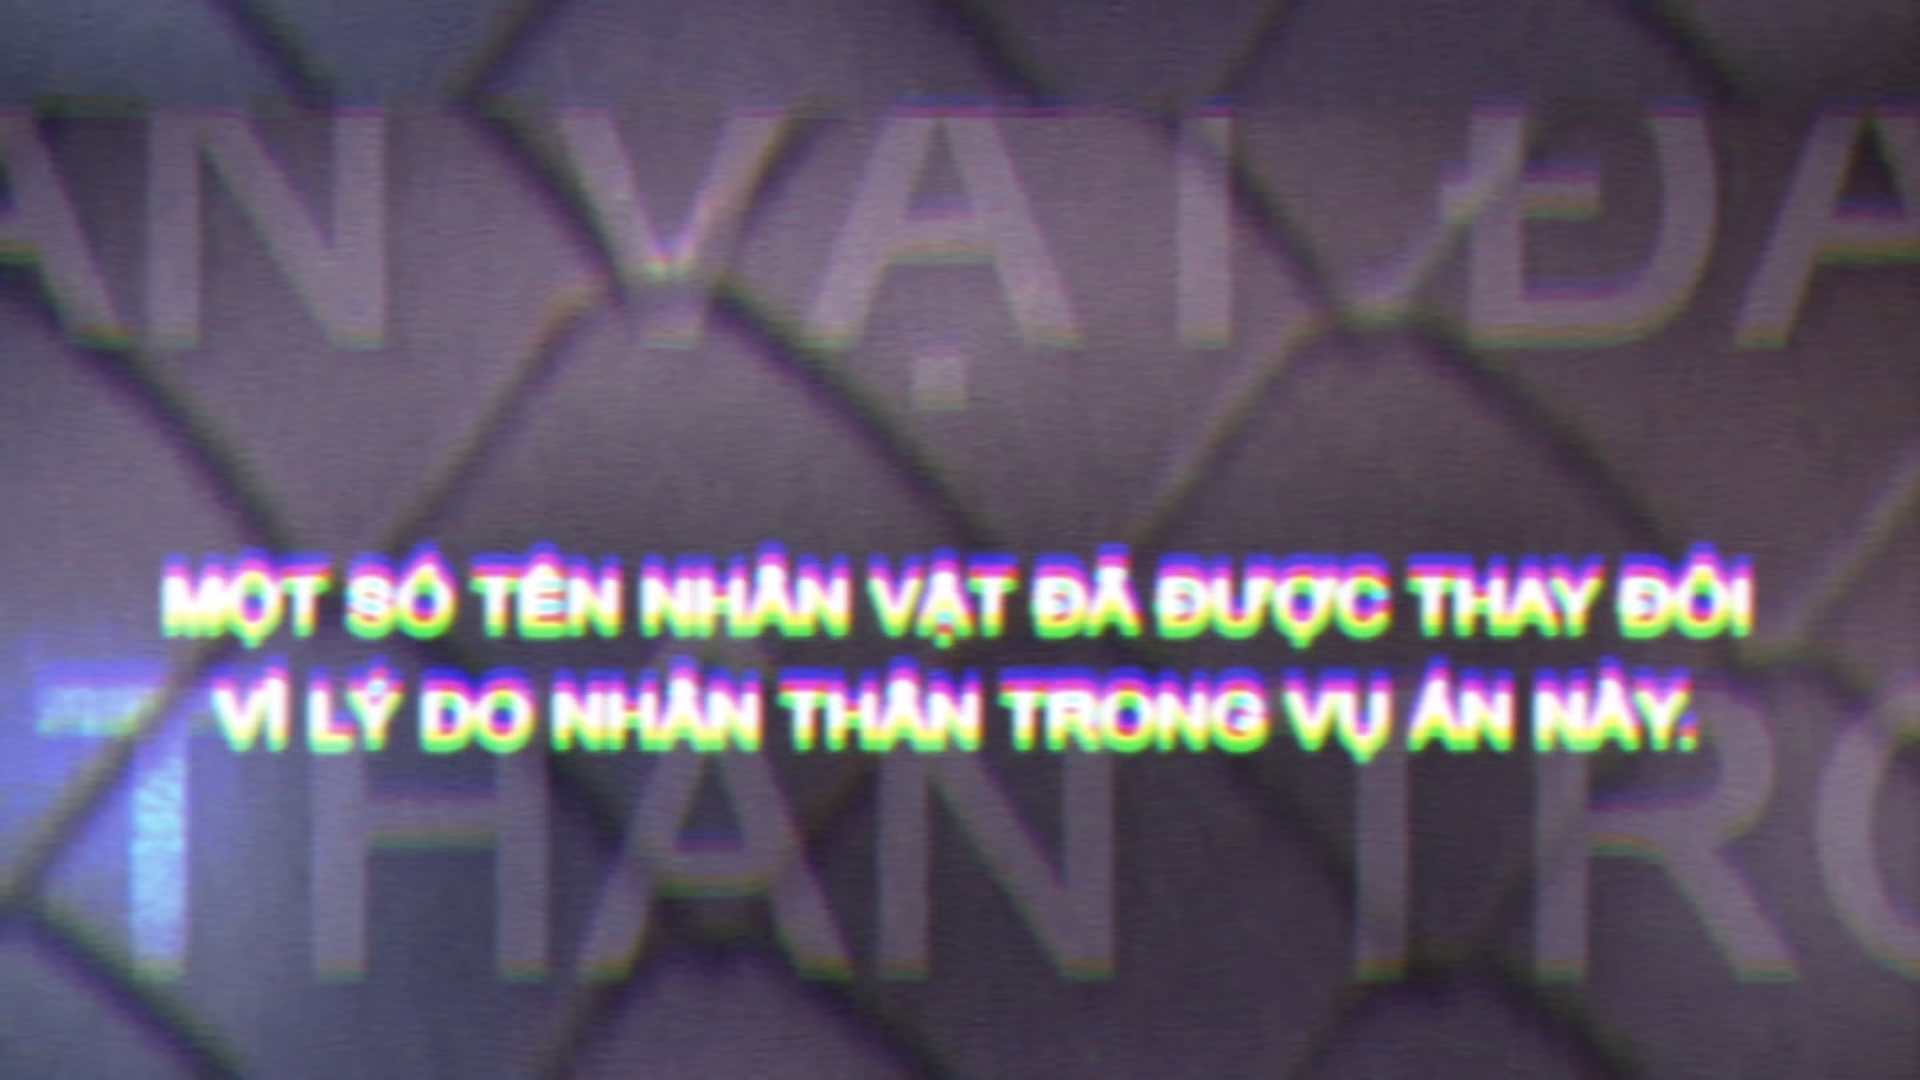 MỘT SỐ TÊN NHÂN VẬT ĐÃ ĐƯỢC THAY ĐỔI
VÌ LÝ DO NHÂN THÂN TRONG VỤ ÁN NÀY.